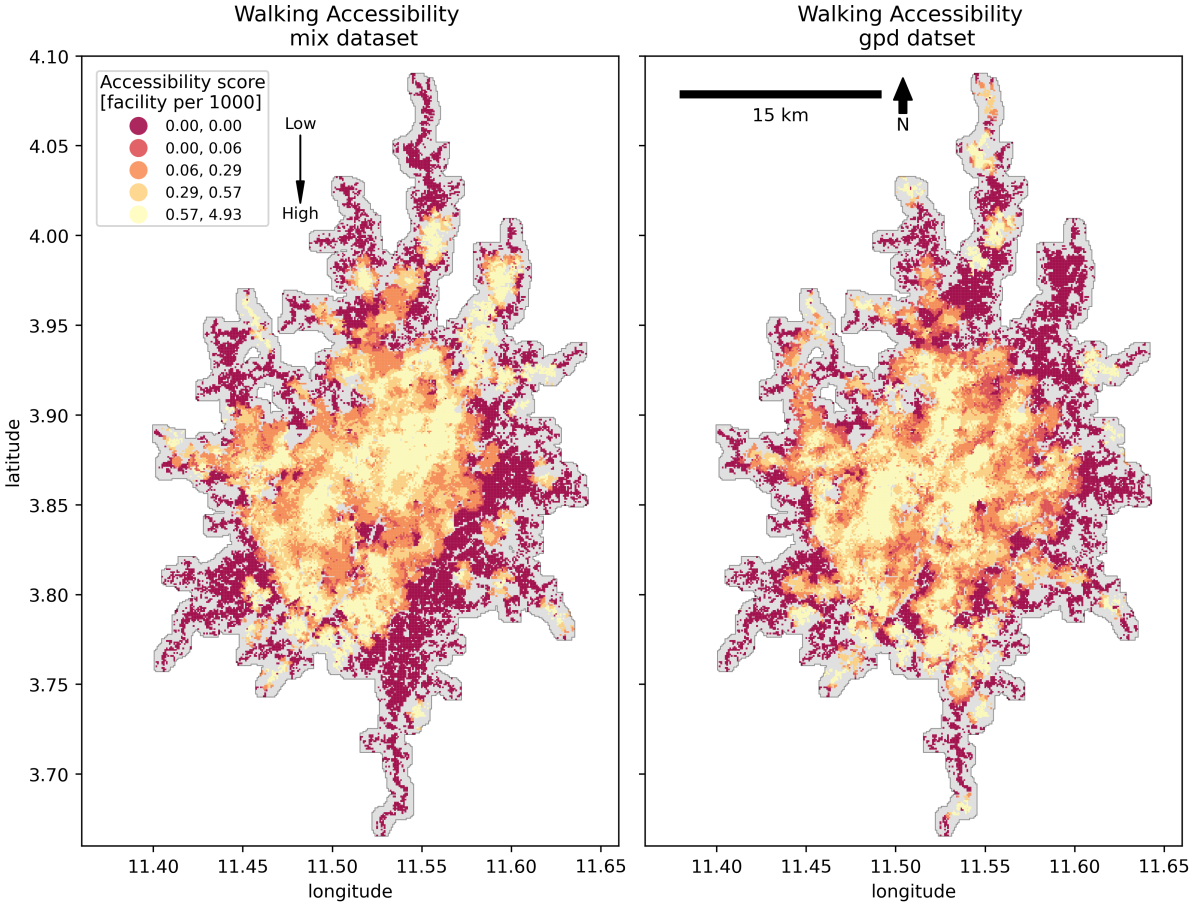 Walking Accessibility
mix dataset
Walking Accessibility
gpd datset
Accessibility score
[facility per 1000]
0.00, 0.00
0.00, 0.06
0.06, 0.29
0.29, 0.57
0.57, 4.93
Low
High
15 km
N
4.10
4.05
4.00
3.95
3.90
3.85
3.80
3.75
3.70
latitude
11.40 11.45 11.50 11.55 11.60 11.65
longitude
11.40 11.45 11.50 11.55 11.60 11.65
longitude